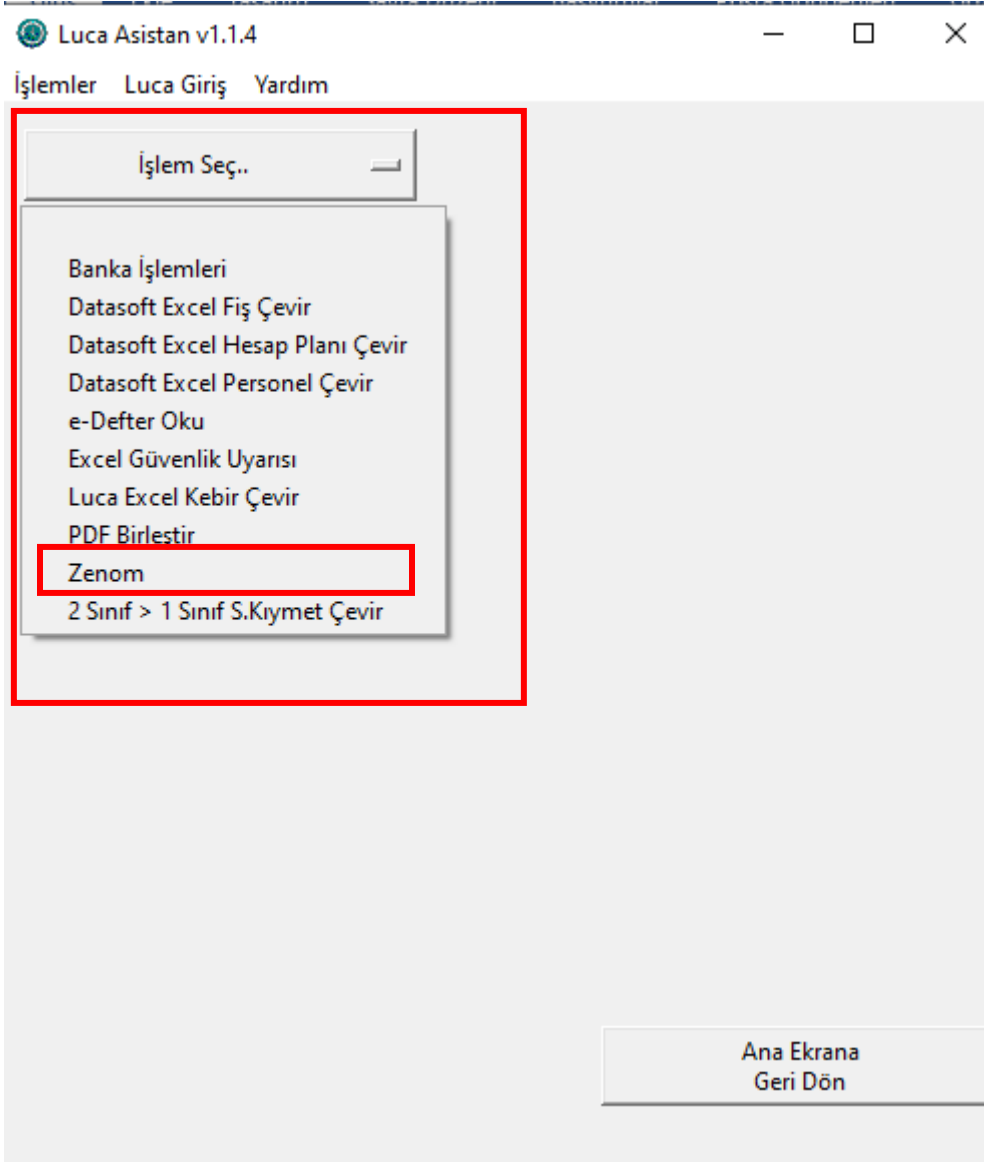 Luca Asistan v1.1.4
İşlemler Luca Giriş Yardım
İşlem Seç..
Banka İşlemleri
Datasoft Excel Fiş Çevir
Datasoft Excel Hesap Planı Çevir
Datasoft Excel Personel Çevir
e-Defter Oku
Excel Güvenlik Uyarısı
Luca Excel Kebir Çevir
PDF Birleştir
Zenom
2 Sınıf > 1 Sınıf S.Kıymet Çevir
Ana Ekrana
Geri Dön